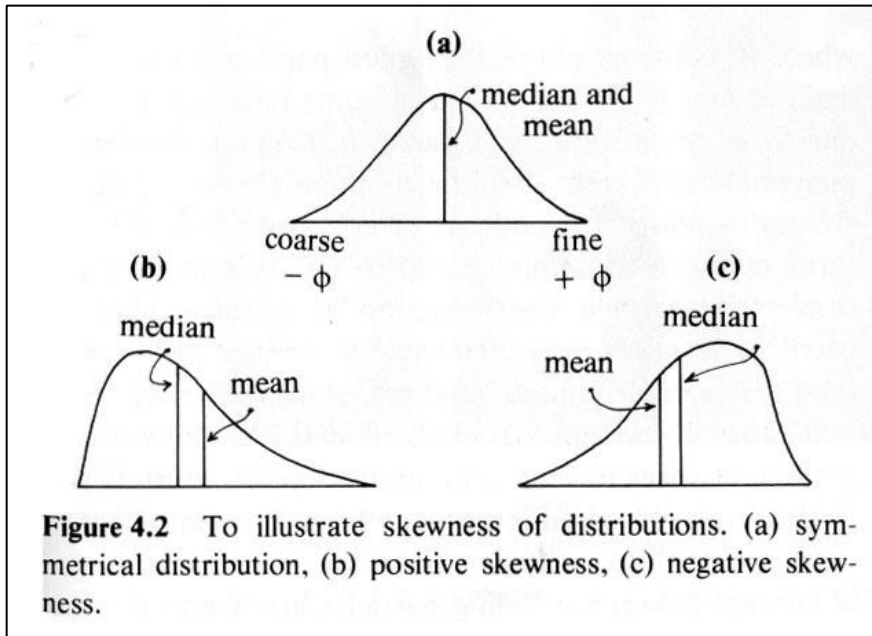 (a)
median and
mean
coarse
fine
− ϕ
+ ϕ
(b)
median
mean
(c)
median
mean
Figure 4.2 To illustrate skewness of distributions. (a) sym-
metrical distribution, (b) positive skewness, (c) negative skew-
ness.